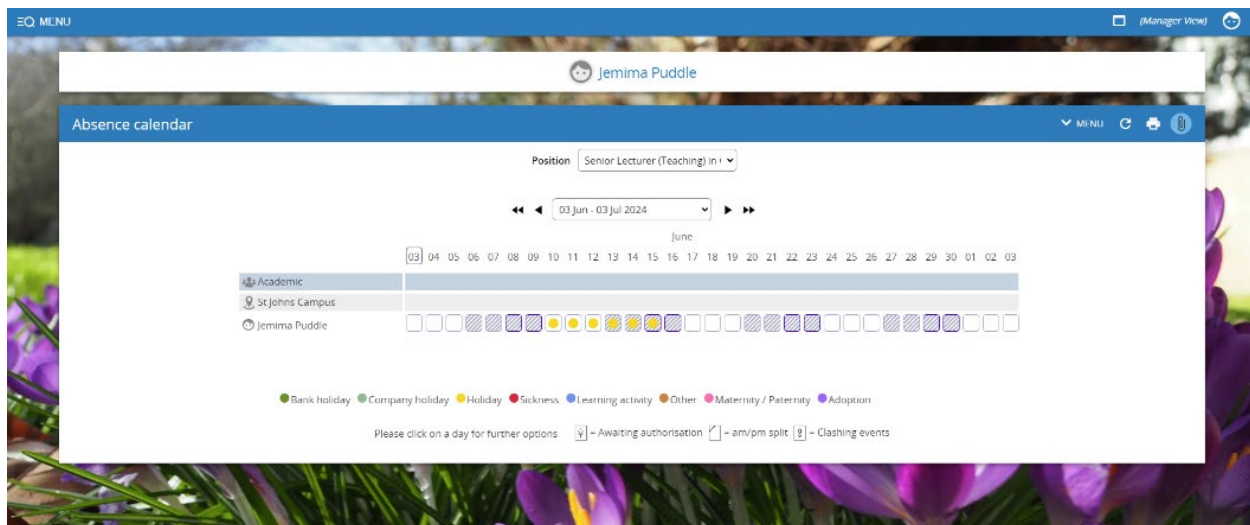 MENU (Manager View)
Jemima Puddle
Absence calendar MENU
Position Senior Lecturer (Teaching) in
03 Jun - 03 Jul 2024
June
03 04 05 06 07 08 09 10 11 12 13 14 15 16 17 18 19 20 21 22 23 24 25 26 27 28 29 30 01 02 03
Academic
St Johns Campus
Jemima Puddle
Bank holiday Company holiday Holiday Sickness Learning activity Other Maternity / Paternity Adoption
Please click on a day for further options = Awaiting authorisation = am/pm split = Clashing events